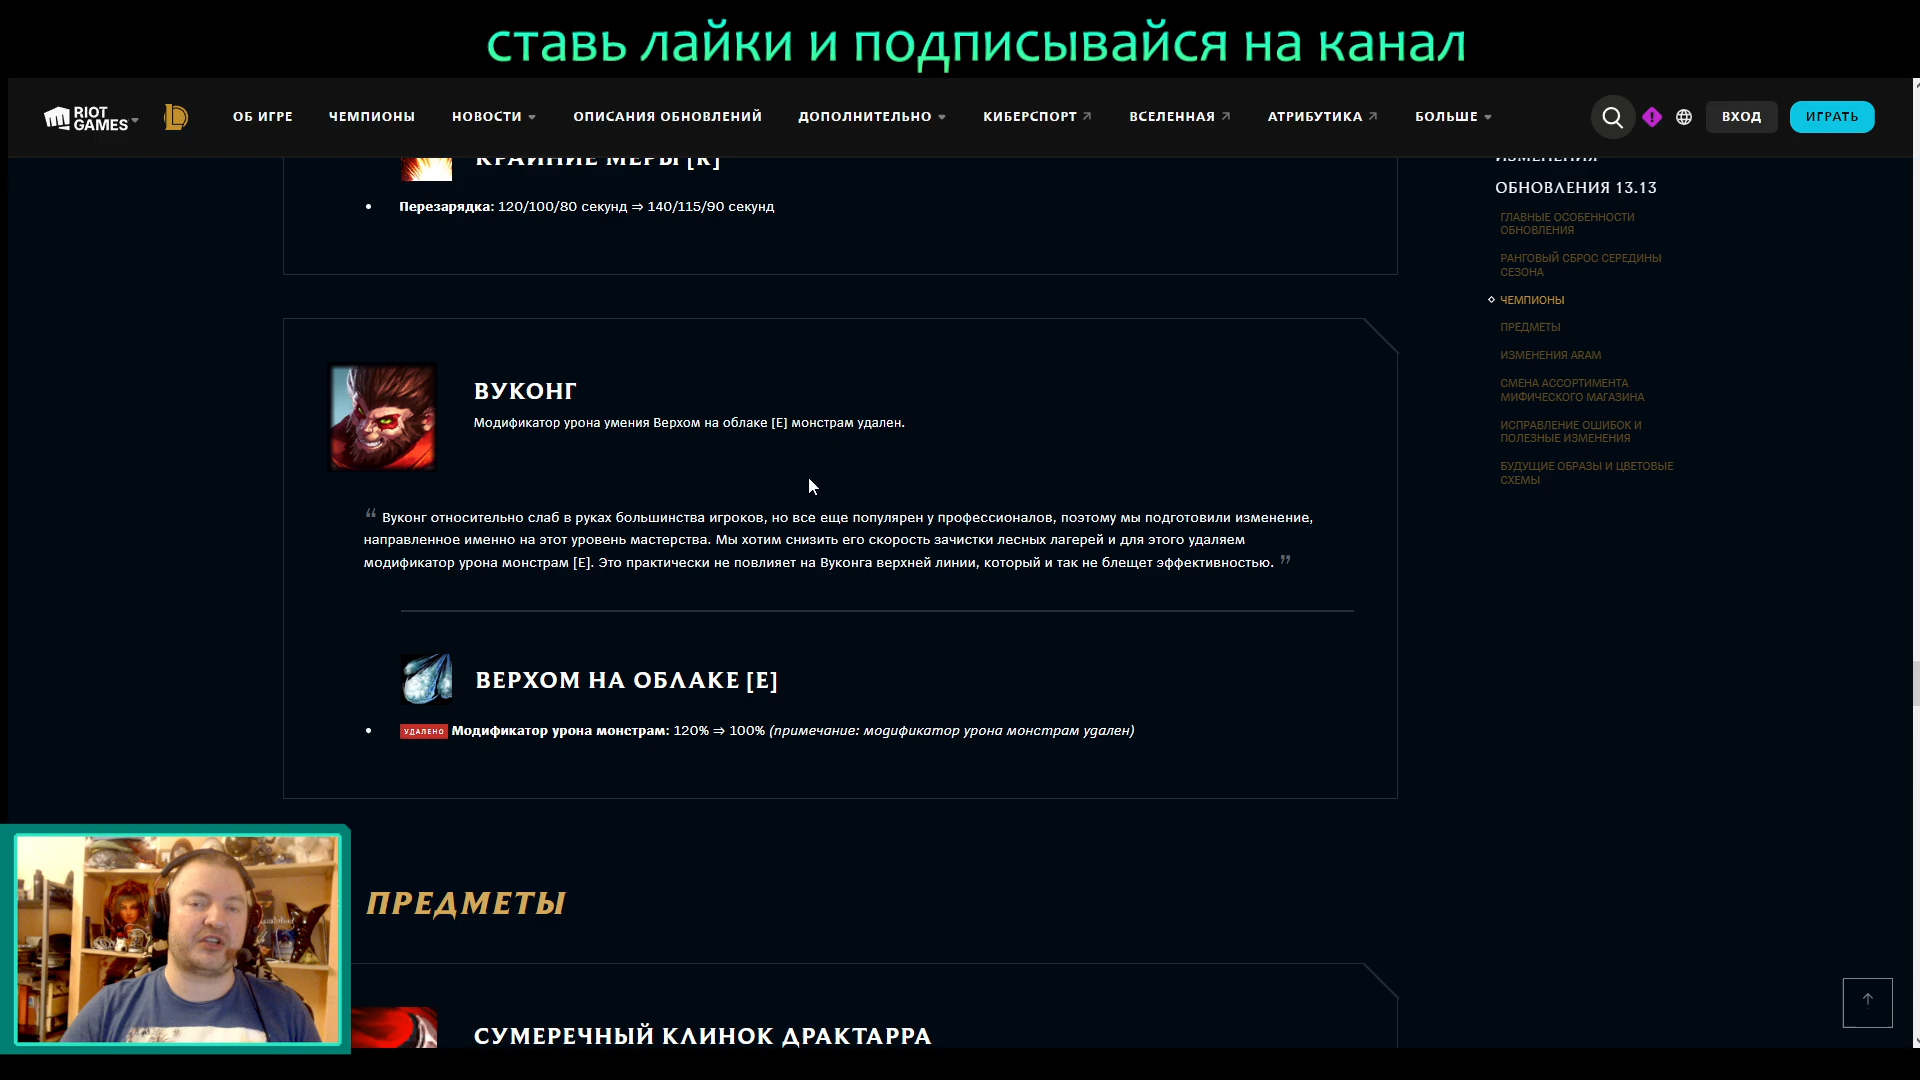 ставь лайки и подписывайся на канал
RIOT GAMES
ОБ ИГРЕ
ЧЕМПИОНЫ
НОВОСТИ
ОПИСАНИЯ ОБНОВЛЕНИЙ
ДОПОЛНИТЕЛЬНО
КИБЕРСПОРТ
ВСЕЛЕННАЯ
АТРИБУТИКА
БОЛЬШЕ
ВХОД
ИГРАТЬ
КРАЙНИЕ МЕРЫ [R]
Перезарядка: 120/100/80 секунд ⇒ 140/115/90 секунд
ВУКОНГ
Модификатор урона умения Верхом на облаке [E] монстрам удален.
“ Вуконг относительно слаб в руках большинства игроков, но все еще популярен у профессионалов, поэтому мы подготовили изменение,
направленное именно на этот уровень мастерства. Мы хотим снизить его скорость зачистки лесных лагерей и для этого удаляем
модификатор урона монстрам [E]. Это практически не повлияет на Вуконга верхней линии, который и так не блещет эффективностью. ”
ВЕРХОМ НА ОБЛАКЕ [E]
УДАЛЕНО Модификатор урона монстрам: 120% ⇒ 100% (примечание: модификатор урона монстрам удален)
ПРЕДМЕТЫ
СУМЕРЕЧНЫЙ КЛИНОК ДРАКТАРРА
ИЗМЕНЕНИЯ
ОБНОВЛЕНИЯ 13.13
ГЛАВНЫЕ ОСОБЕННОСТИ
ОБНОВЛЕНИЯ
РАНГОВЫЙ СБРОС СЕРЕДИНЫ
СЕЗОНА
ЧЕМПИОНЫ
ПРЕДМЕТЫ
ИЗМЕНЕНИЯ ARAM
СМЕНА АССОРТИМЕНТА
МИФИЧЕСКОГО МАГАЗИНА
ИСПРАВЛЕНИЕ ОШИБОК И
ПОЛЕЗНЫЕ ИЗМЕНЕНИЯ
БУДУЩИЕ ОБРАЗЫ И ЦВЕТОВЫЕ
СХЕМЫ